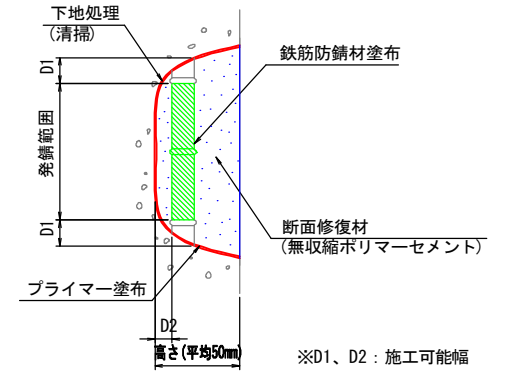 下地処理
(清掃)
D1
鉄筋防錆材塗布
発錆範囲
D1
断面修復材
(無収縮ポリマーセメント)
プライマー塗布
D2
高さ(平均50mm)
※D1、D2：施工可能幅